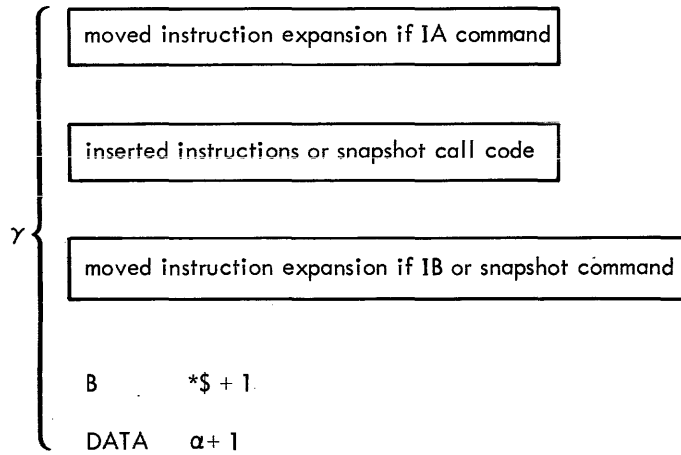 moved instruction expansion if IA command
inserted instructions or snapshot call code
γ
moved instruction expansion if IB or snapshot command
B *$ + 1
DATA α+ 1